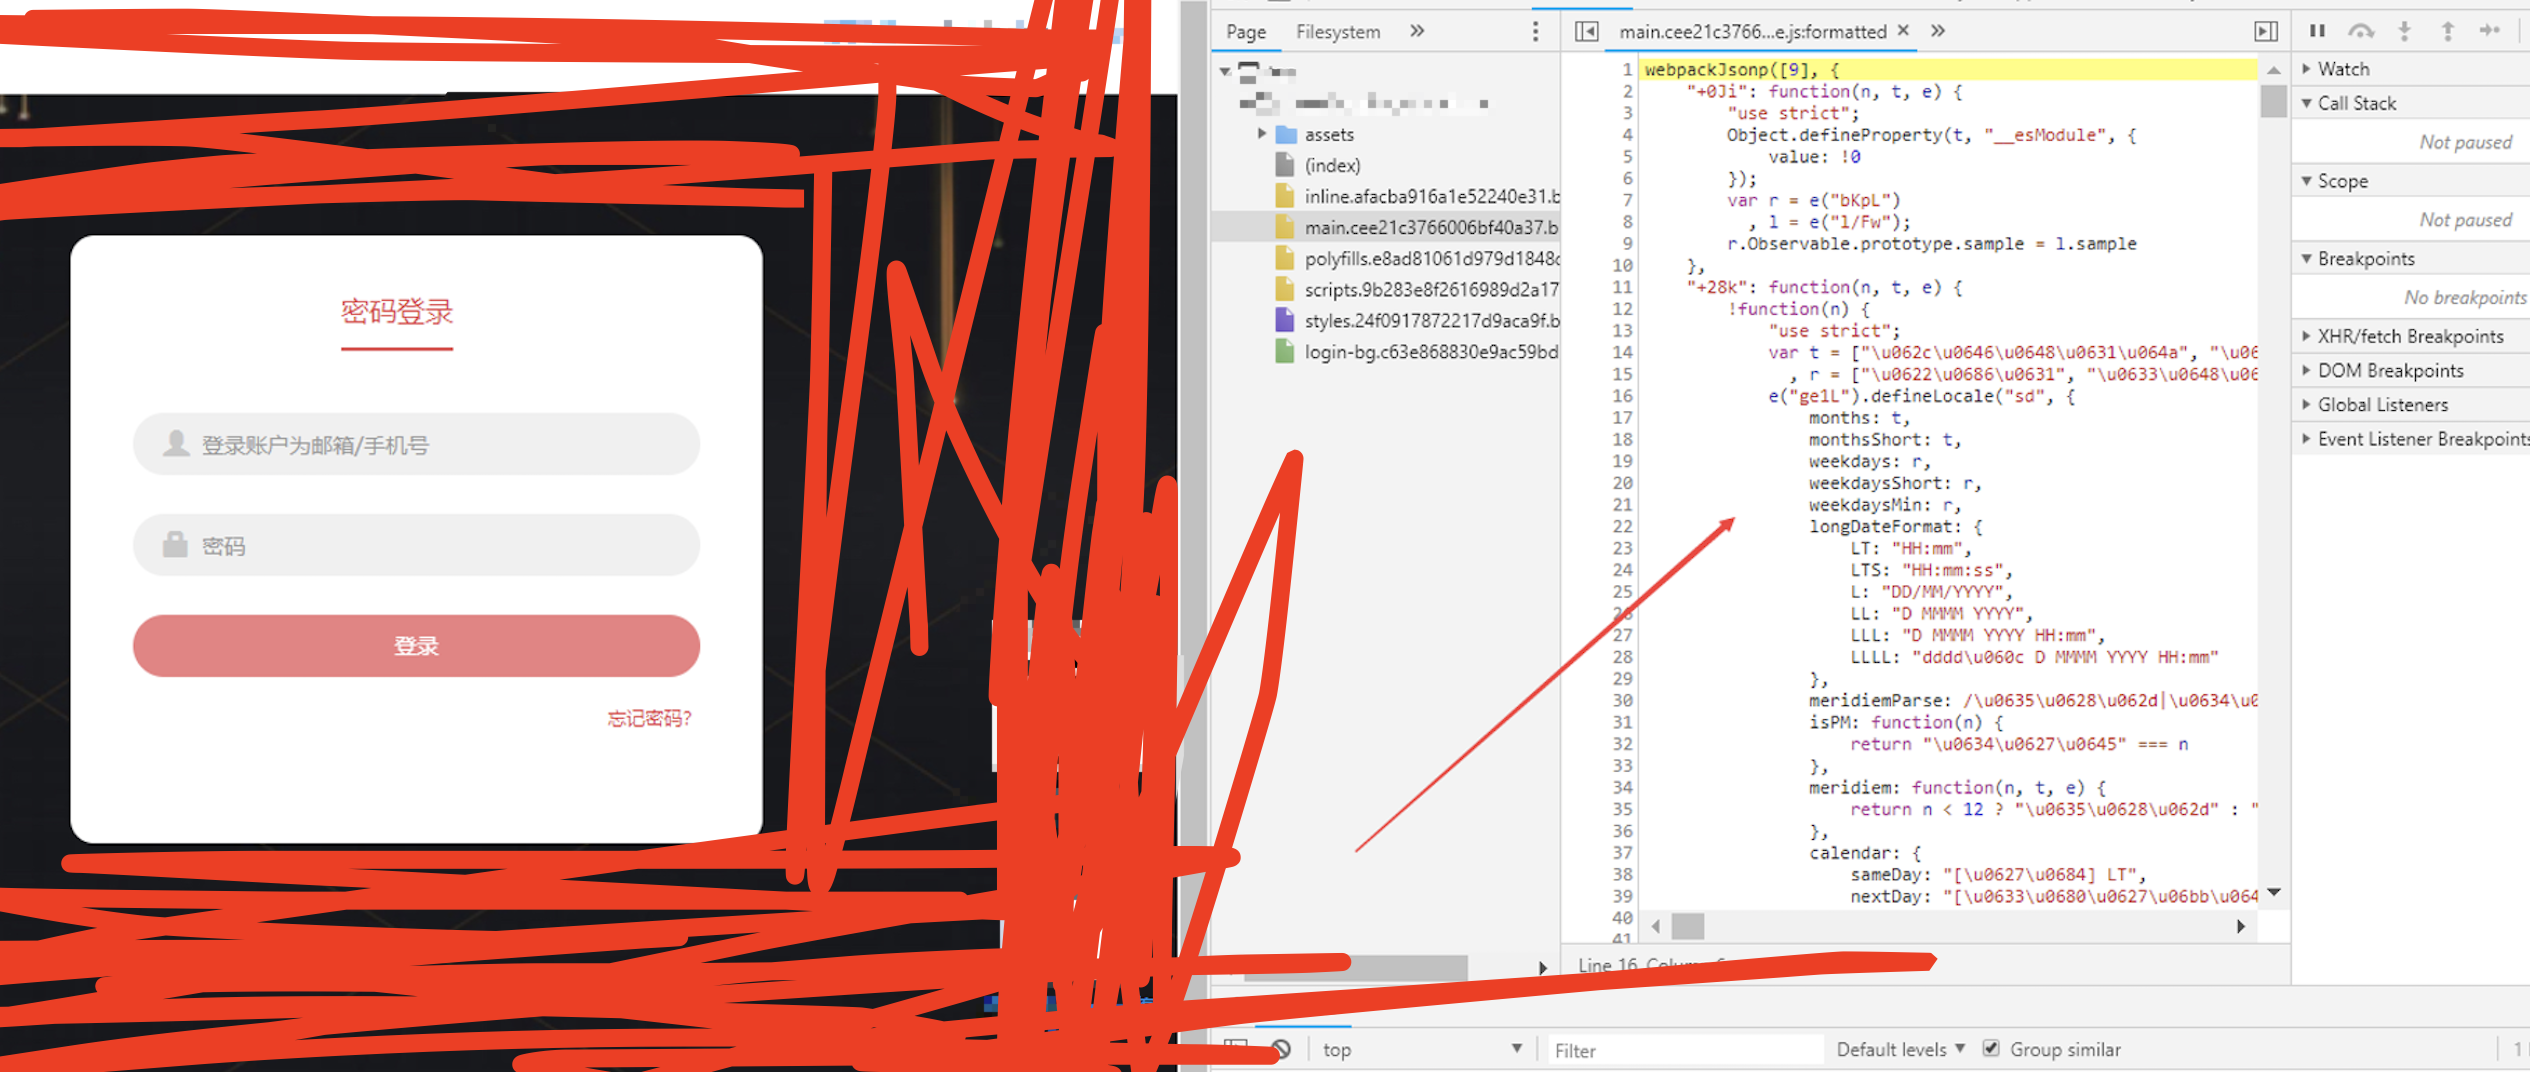 密码登录
登录账户为邮箱/手机号
密码
登录
忘记密码?
Page Filesystem »
assets
(index)
inline.afacba916a1e52240e31.b
main.cee21c3766006bf40a37.b
polyfills.e8ad81061d979d1848
scripts.9b283e8f2616989d2a17
styles.24f0917872217d9aca9f.b
login-bg.c63e868830e9ac59bd
main.cee21c3766...e.js:formatted × »
1 webpackJsonp([9], {
2 "+0Ji": function(n, t, e) {
3 "use strict";
4 Object.defineProperty(t, "__esModule", {
5 value: !0
6 });
7 var r = e("bKpL")
8 , l = e("l/Fw");
9 r.Observable.prototype.sample = l.sample
10 },
11 "+28k": function(n, t, e) {
12 !function(n) {
13 "use strict";
14 var t = ["\u062c\u0646\u0648\u0631\u064a", "\u06
15 , r = ["\u0622\u0686\u0631", "\u0633\u0648\u06
16 e("ge1L").defineLocale("sd", {
17 months: t,
18 monthsShort: t,
19 weekdays: r,
20 weekdaysShort: r,
21 weekdaysMin: r,
22 longDateFormat: {
23 LT: "HH:mm",
24 LTS: "HH:mm:ss",
25 L: "DD/MM/YYYY",
26 LL: "D MMMM YYYY",
27 LLL: "D MMMM YYYY HH:mm",
28 LLLL: "dddd\u060c D MMMM YYYY HH:mm"
29 },
30 meridiemParse: /\u0635\u0628\u062d|\u0634\u0
31 isPM: function(n) {
32 return "\u0634\u0627\u0645" === n
33 },
34 meridiem: function(n, t, e) {
35 return n < 12 ? "\u0635\u0628\u062d" : "
36 },
37 calendar: {
38 sameDay: "[\u0627\u0684] LT",
39 nextDay: "[\u0633\u0680\u0627\u06bb\u064
40
41
Line 16
Watch
Call Stack
Not paused
Scope
Not paused
Breakpoints
No breakpoints
XHR/fetch Breakpoints
DOM Breakpoints
Global Listeners
Event Listener Breakpoints
top Filter Default levels Group similar 1